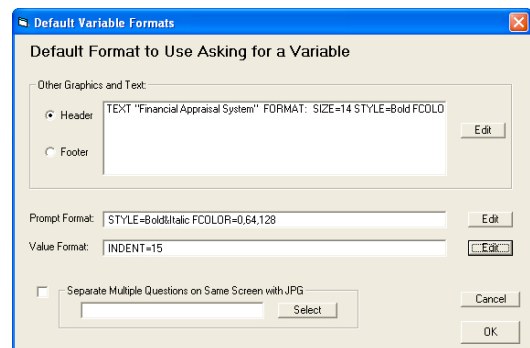 Default Variable Formats
Default Format to Use Asking for a Variable
Other Graphics and Text:
Header
TEXT "Financial Appraisal System" FORMAT: SIZE=14 STYLE=Bold FCOLO
Edit
Footer
Prompt Format: STYLE=Bold&Italic FCOLOR=0,64,128 Edit
Value Format: INDENT=15 Edit
Separate Multiple Questions on Same Screen with JPG
Select
Cancel
OK